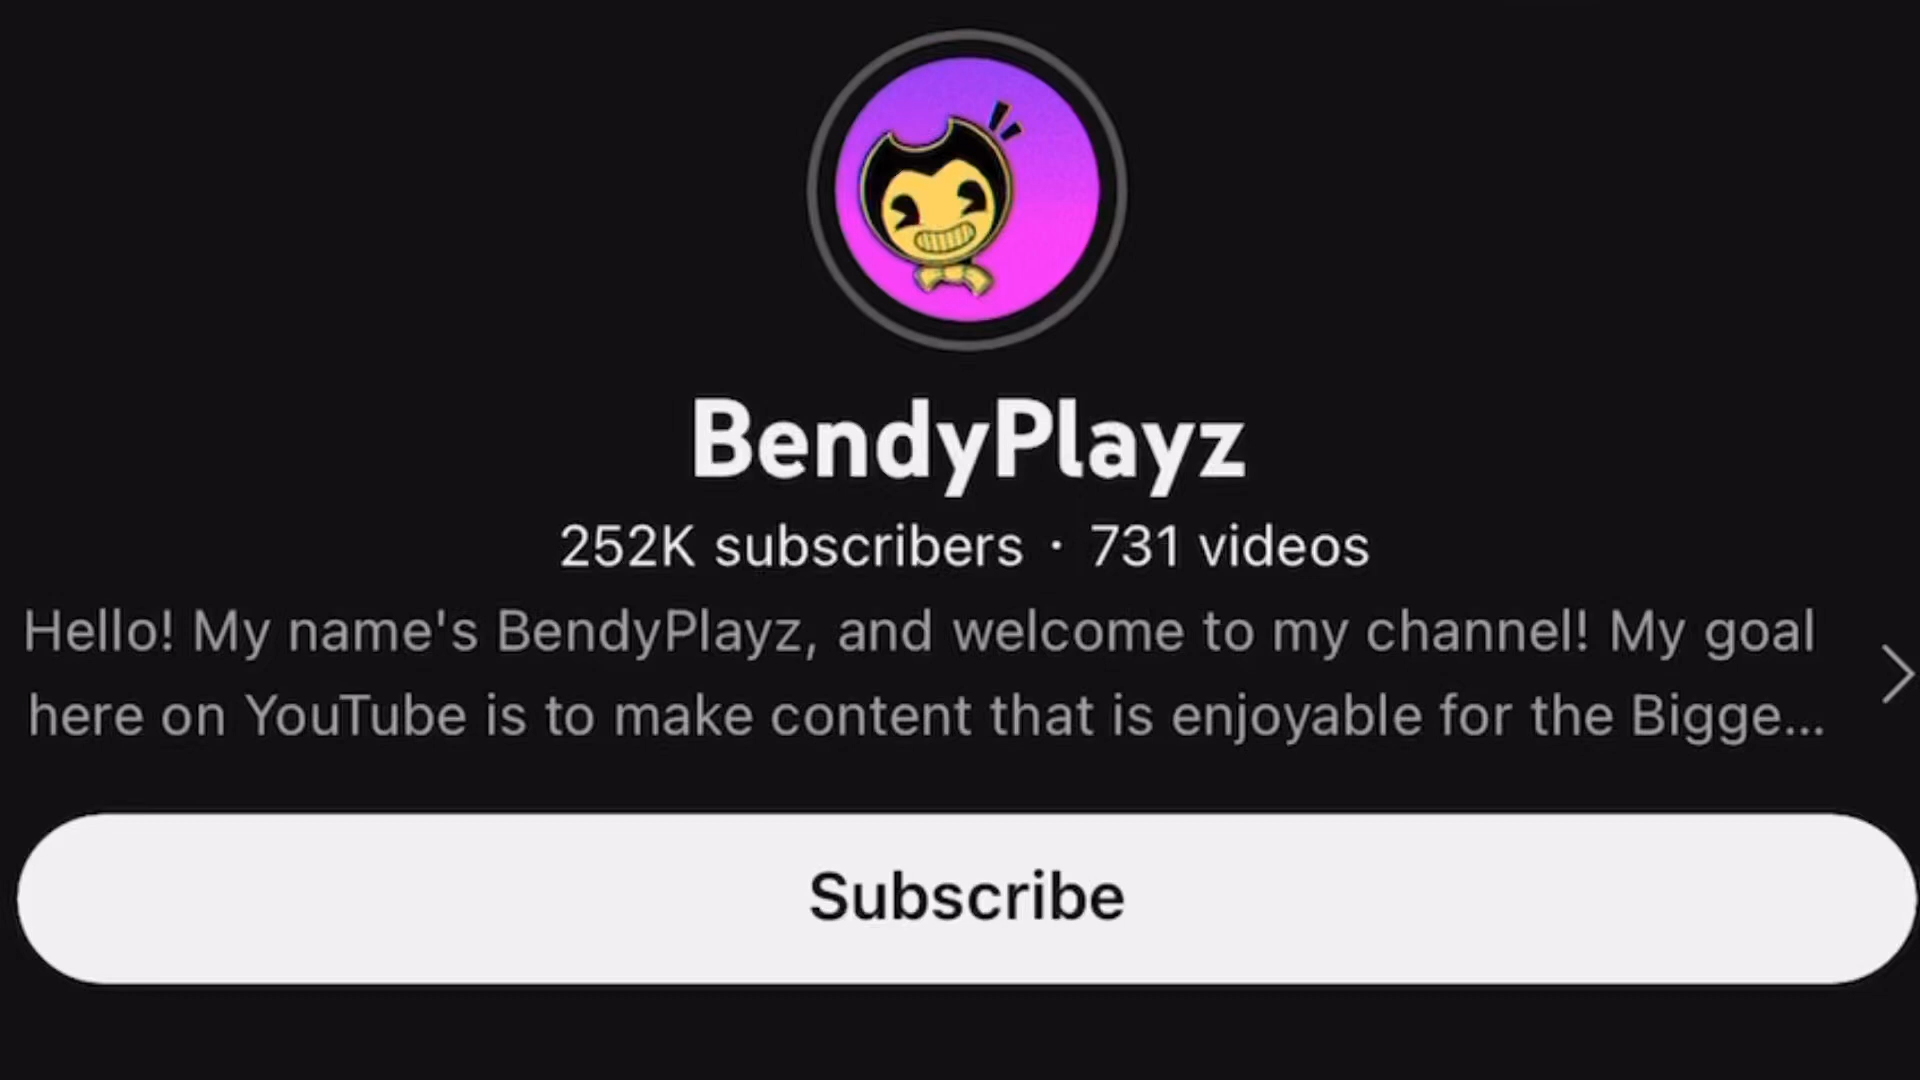 BendyPlayz
252K subscribers · 731 videos
Hello! My name's BendyPlayz, and welcome to my channel! My goal
here on YouTube is to make content that is enjoyable for the Bigge...
Subscribe